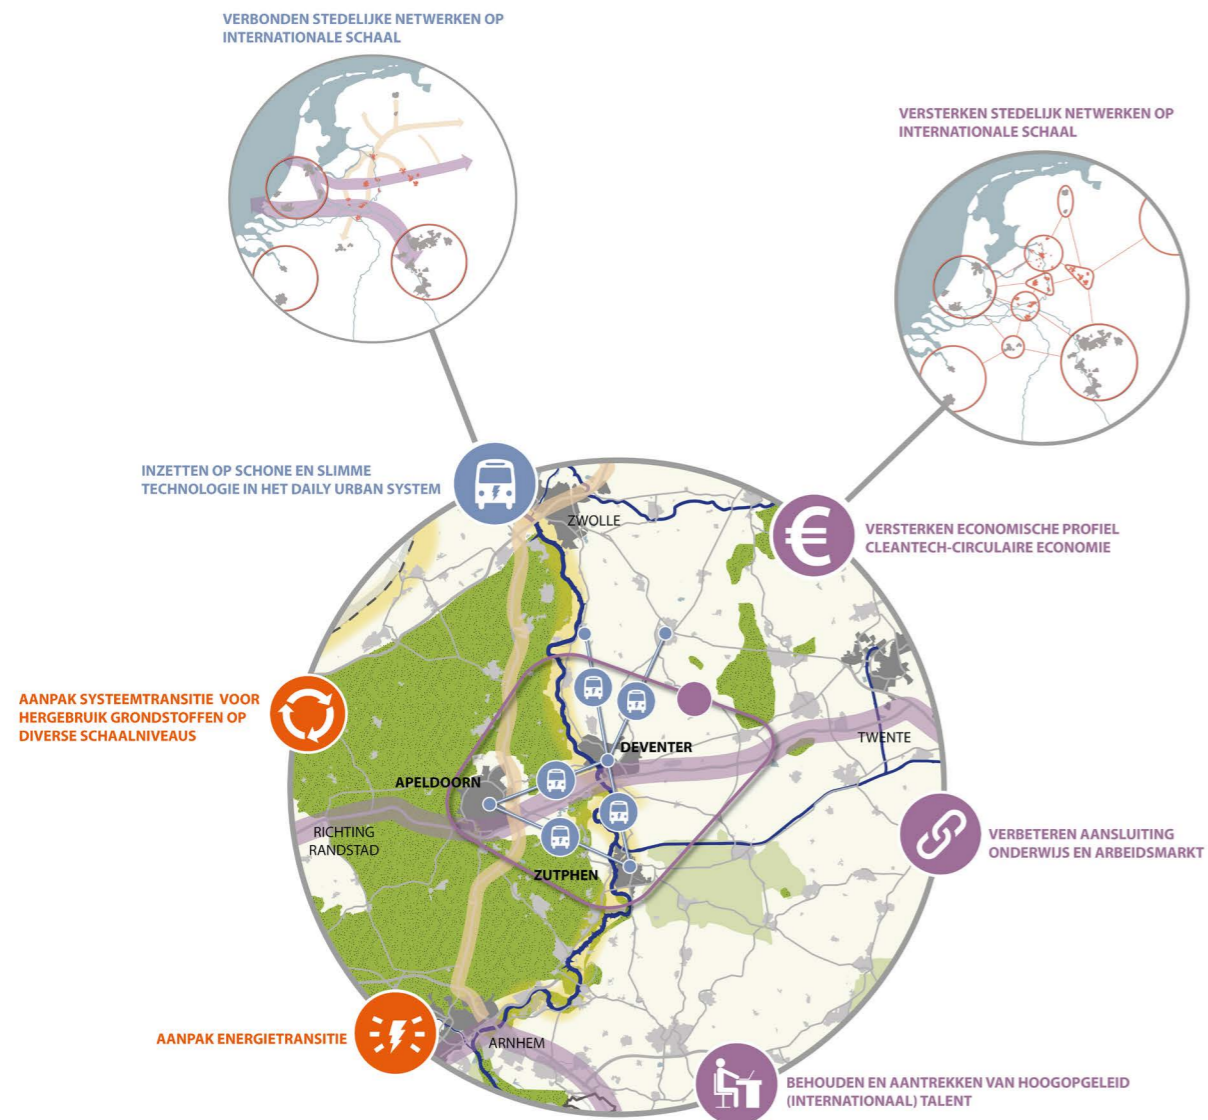 VERBONDEN STEDELIJKE NETWERKEN OP
INTERNATIONALE SCHAAL
VERSTERKEN STEDELIJK NETWERKEN OP
INTERNATIONALE SCHAAL
INZETTEN OP SCHONE EN SLIMME
TECHNOLOGIE IN HET DAILY URBAN SYSTEM
ZWOLLE
VERSTERKEN ECONOMISCHE PROFIEL
CLEANTECH-CIRCULAIRE ECONOMIE
AANPAK SYSTEEMTRANSITIE VOOR
HERGEBRUIK GRONDSTOFFEN OP
DIVERSE SCHAALNIVEAUS
DEVENTER
TWENTE
APELDOORN
RICHTING
RANDSTAD
ZUTPHEN
VERBETEREN AANSLUITING
ONDERWIJS EN ARBEIDSMARKT
AANPAK ENERGIETRANSITIE
ARNHEM
BEHOUDEN EN AANTREKKEN VAN HOOGOPGELEID
(INTERNATIONAAL) TALENT